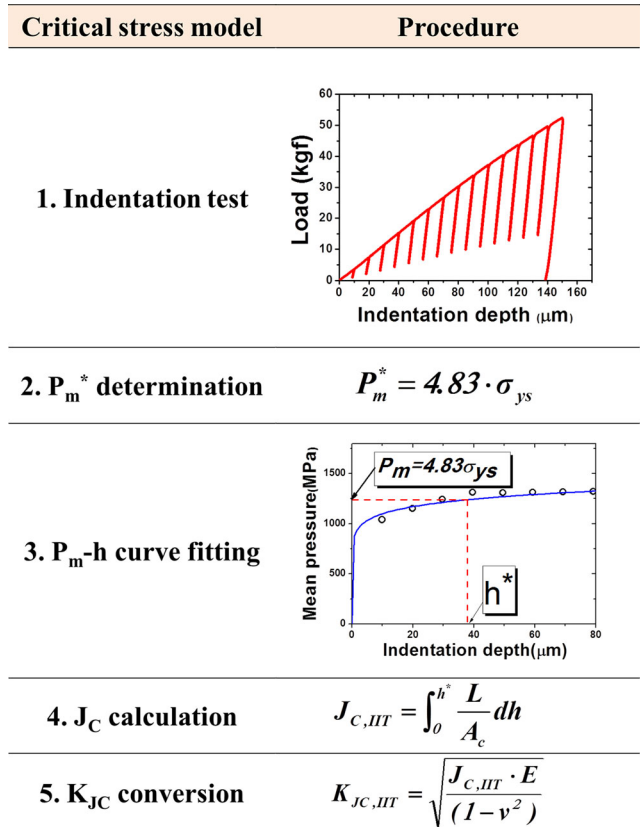 Critical stress model Procedure
1. Indentation test
60
50
40
30
20
10
0
Load (kgf)
0 20 40 60 80 100 120 140 160
Indentation depth (μm)
2. Pm* determination
P*m = 4.83 · σys
3. Pm-h curve fitting
Mean pressure(MPa)
1500
1000
500
0
Pm=4.83σys
h*
0 20 40 60 80
Indentation depth(μm)
4. JC calculation
JC,IIT = ∫0h* L/Ac dh
5. KJC conversion
KJC,IIT = √(JC,IIT · E / (1 − ν2))